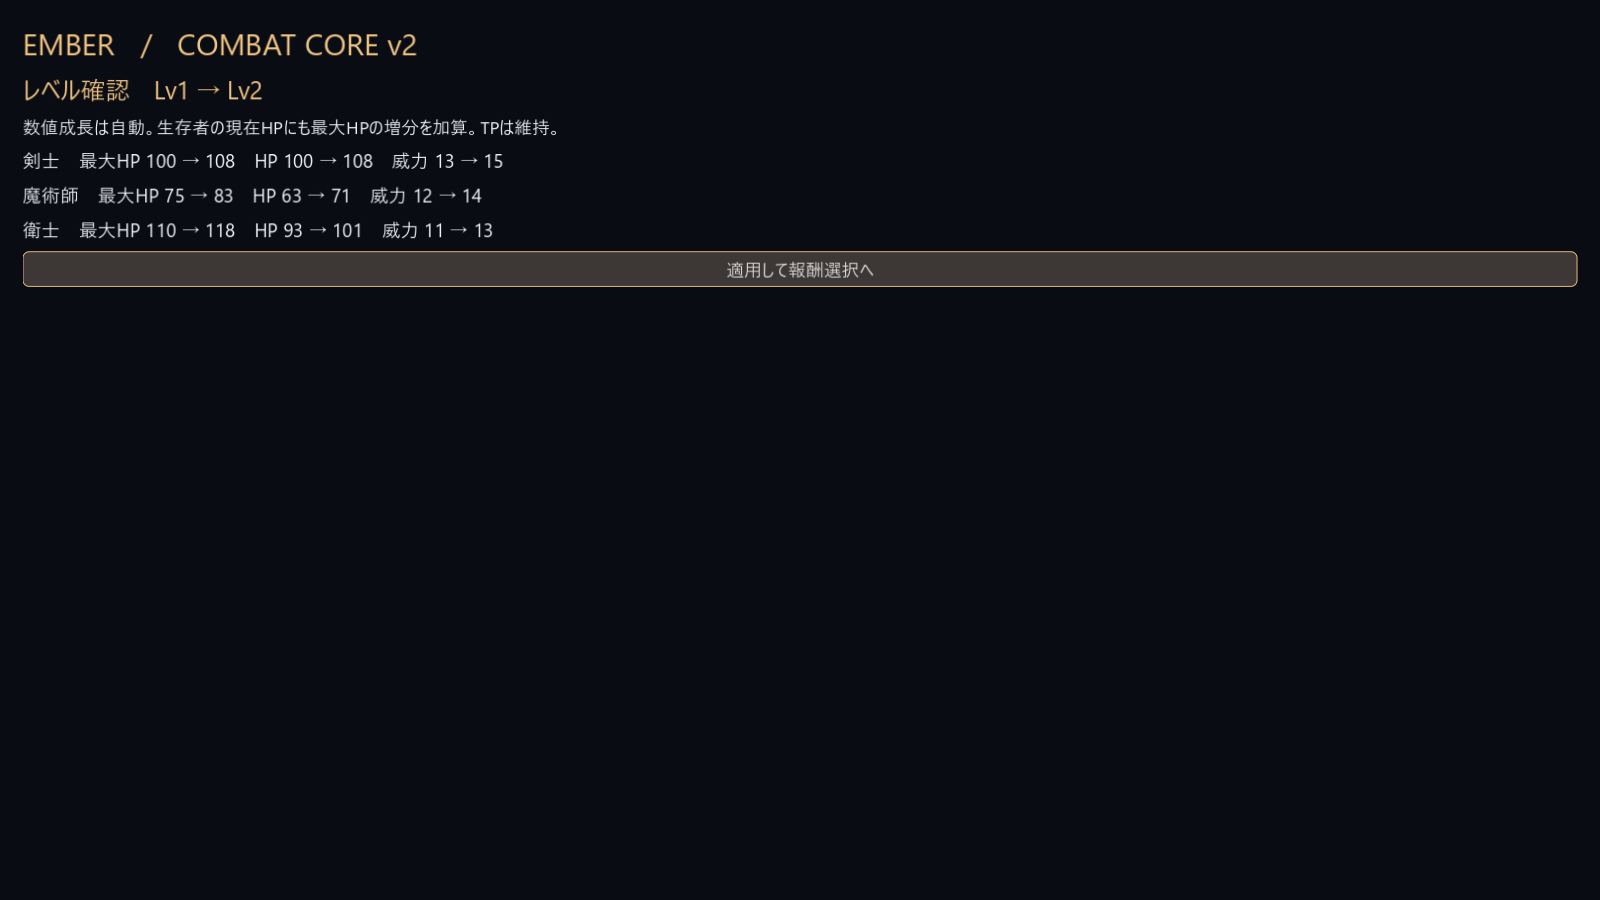 EMBER / COMBAT CORE v2
レベル確認 Lv1 → Lv2
数値成長は自動。生存者の現在HPにも最大HPの増分を加算。TPは維持。
剣士 最大HP 100 → 108 HP 100 → 108 威力 13 → 15
魔術師 最大HP 75 → 83 HP 63 → 71 威力 12 → 14
衛士 最大HP 110 → 118 HP 93 → 101 威力 11 → 13
適用して報酬選択へ